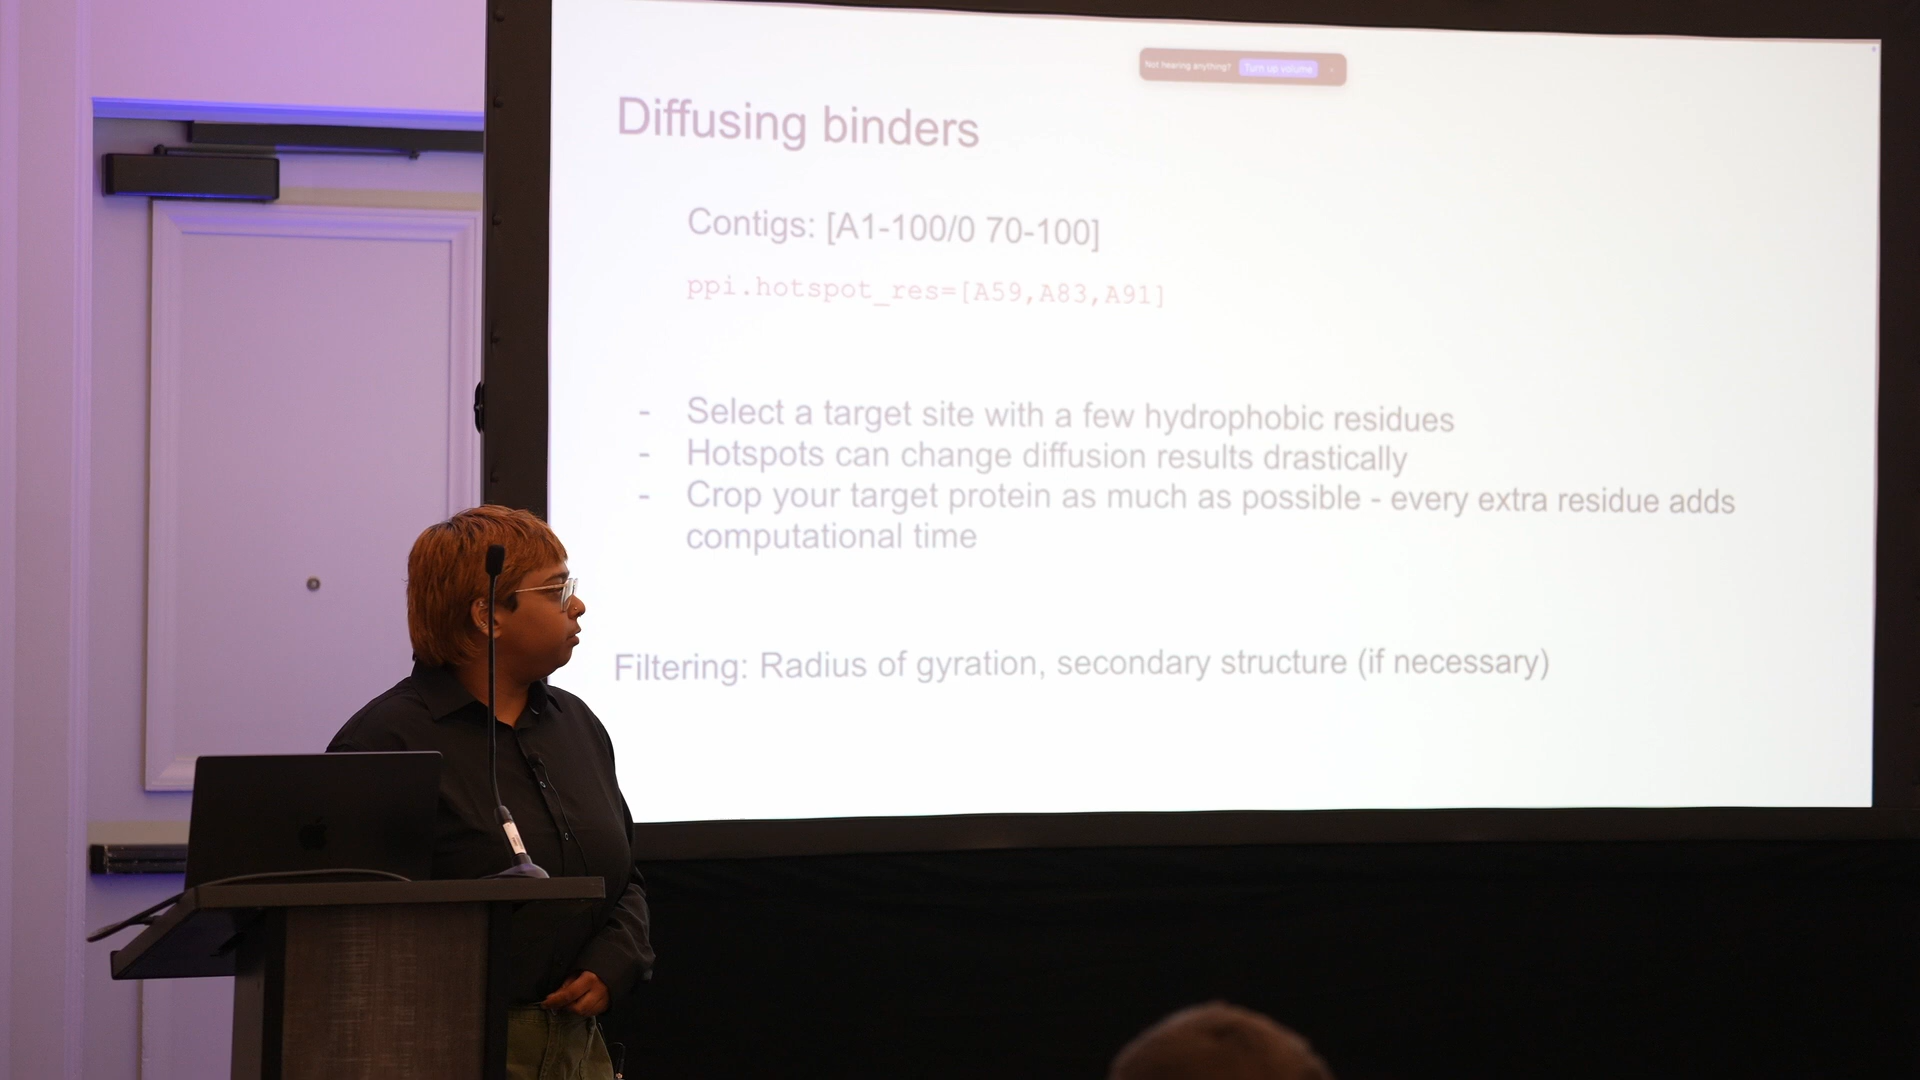 Not hearing anything? Turn up volume
Diffusing binders
Contigs: [A1-100/0 70-100]
ppi.hotspot_res=[A59,A83,A91]
- Select a target site with a few hydrophobic residues
- Hotspots can change diffusion results drastically
- Crop your target protein as much as possible - every extra residue adds
computational time
Filtering: Radius of gyration, secondary structure (if necessary)